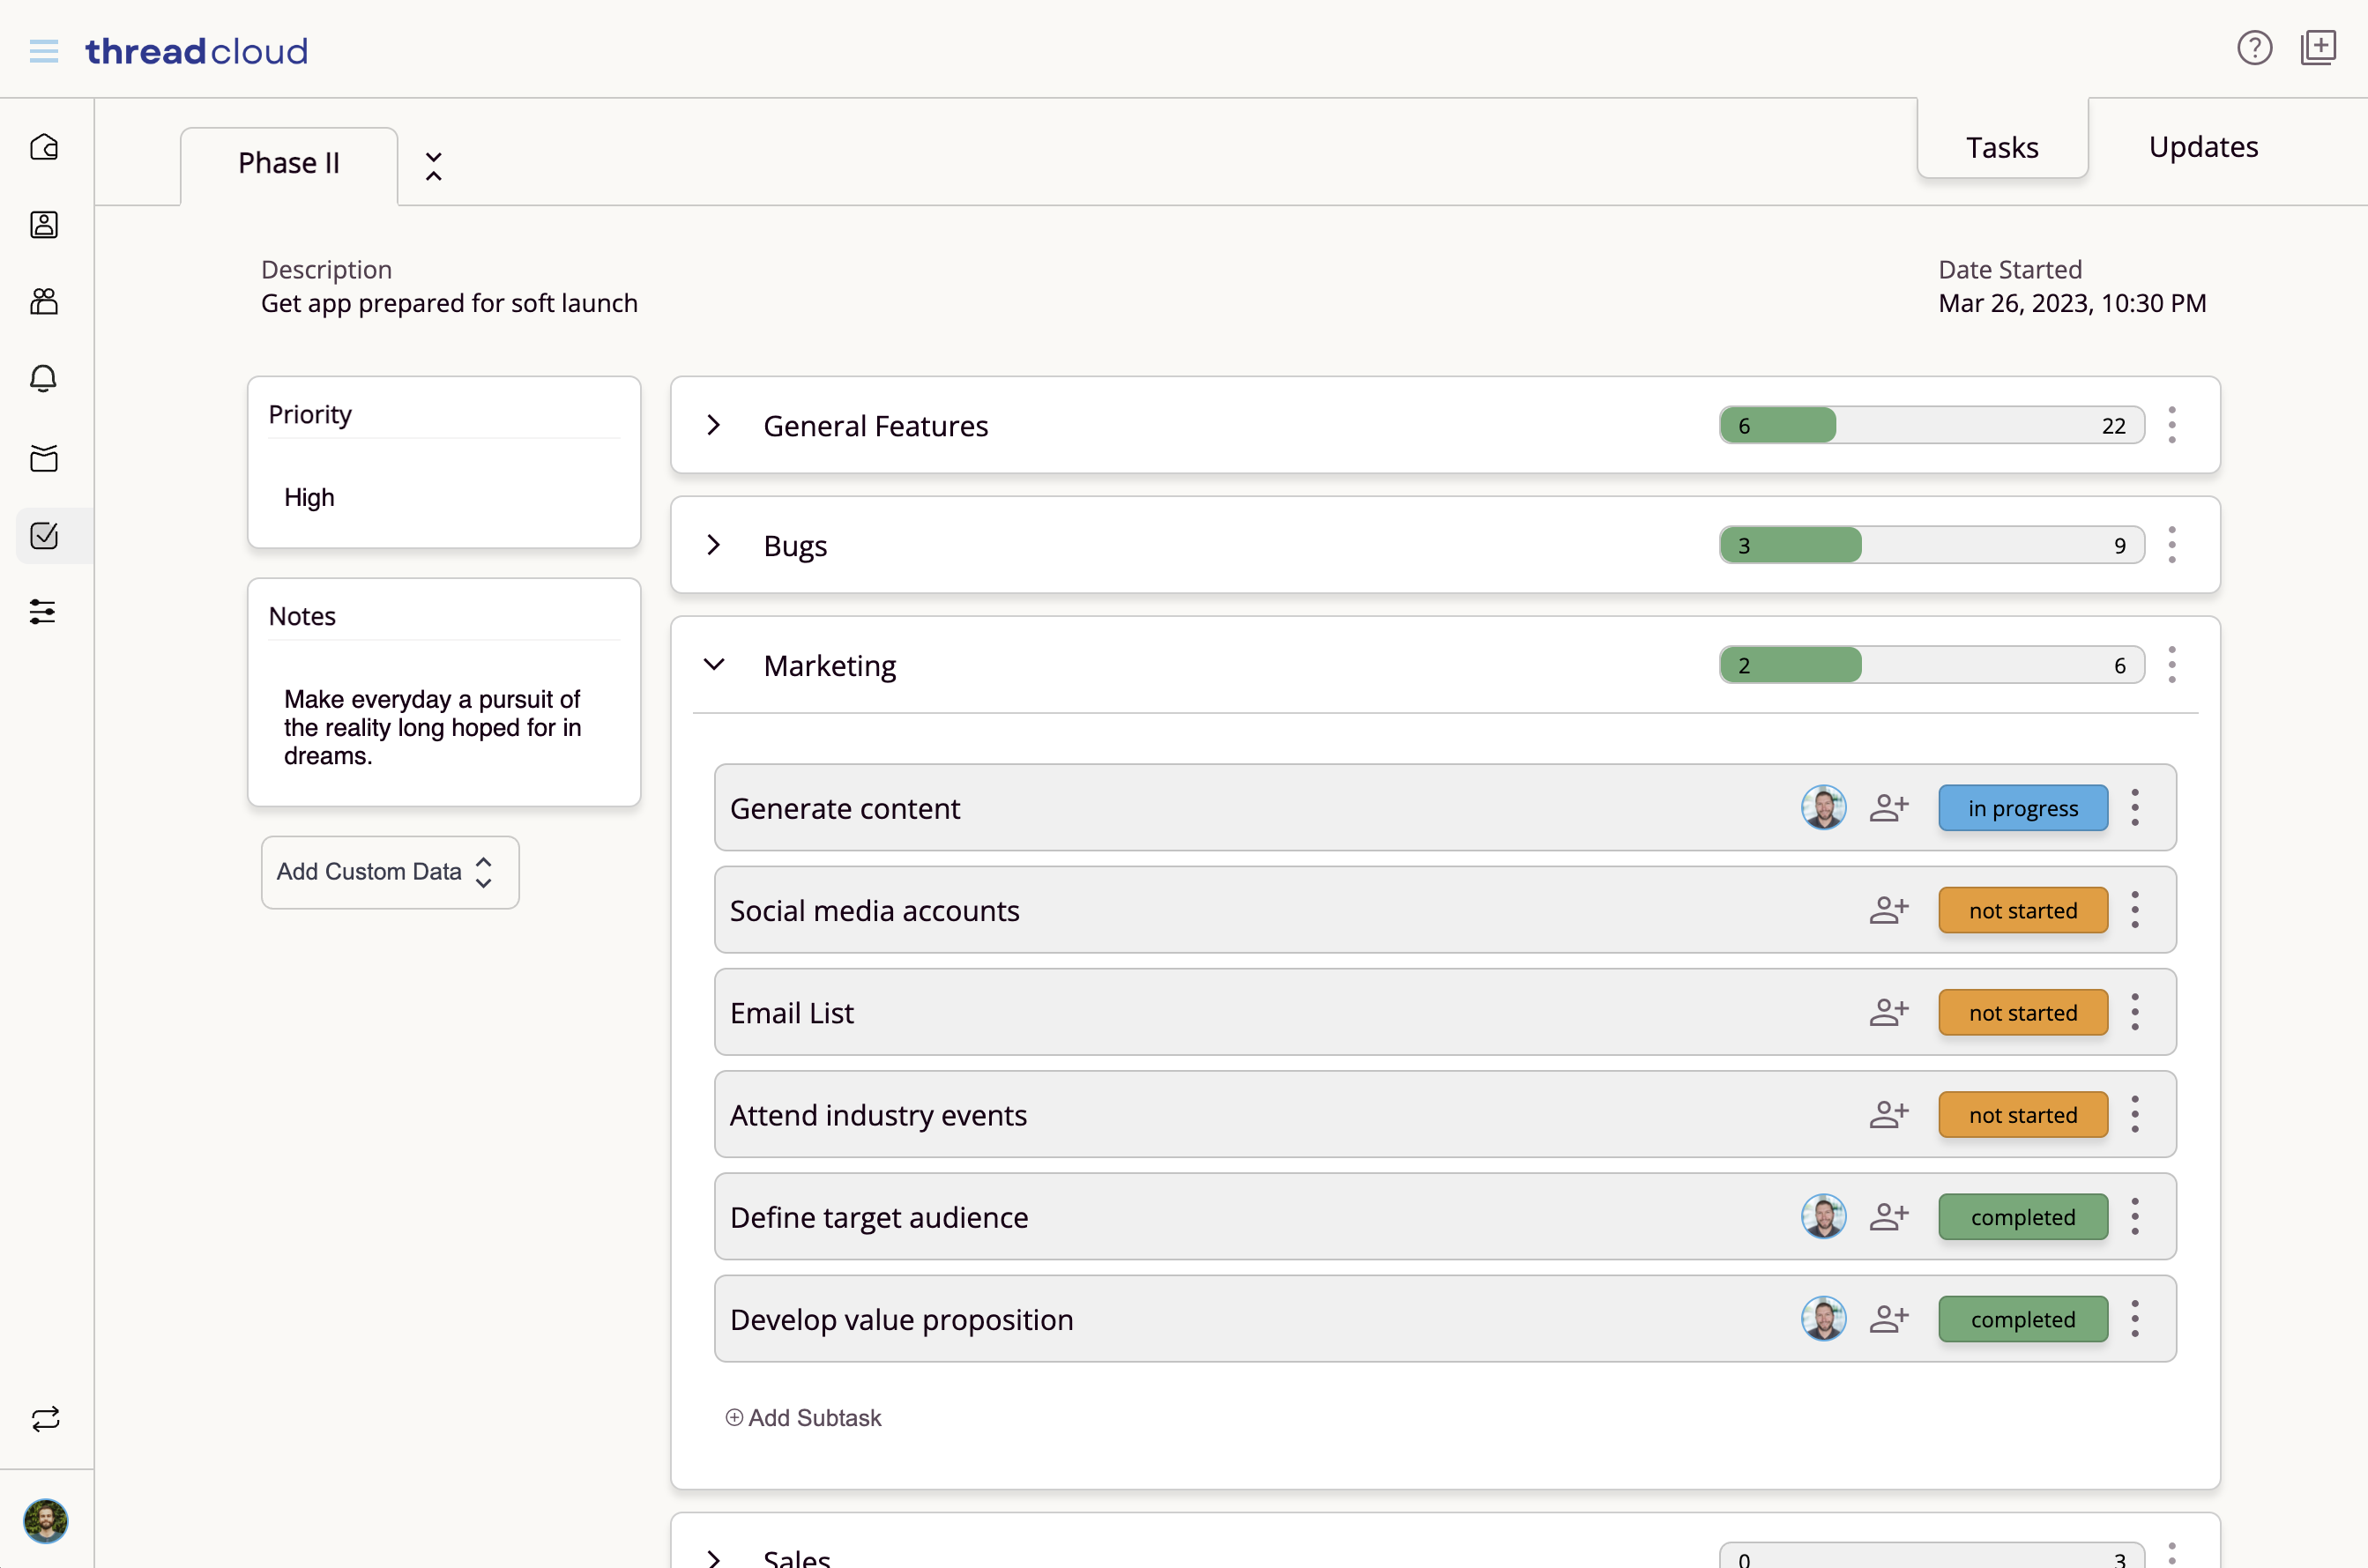 threadcloud
Phase II
Tasks
Updates
Description
Get app prepared for soft launch
Date Started
Mar 26, 2023, 10:30 PM
Priority
High
Notes
Make everyday a pursuit of
the reality long hoped for in
dreams.
Add Custom Data
General Features
6 22
Bugs
3 9
Marketing
2 6
Generate content
in progress
Social media accounts
not started
Email List
not started
Attend industry events
not started
Define target audience
completed
Develop value proposition
completed
Add Subtask
Sales
0 3